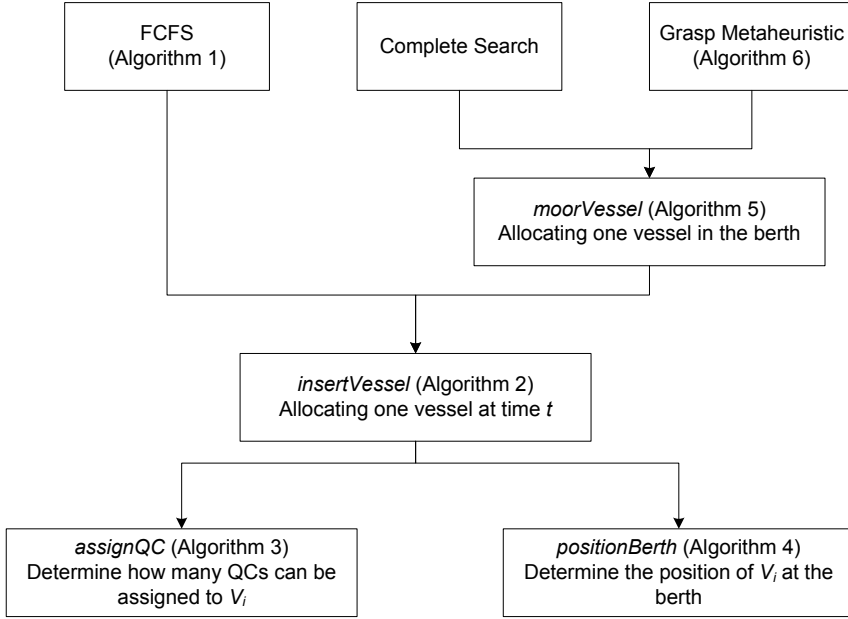 FCFS
(Algorithm 1)
Complete Search
Grasp Metaheuristic
(Algorithm 6)
moorVessel (Algorithm 5)
Allocating one vessel in the berth
insertVessel (Algorithm 2)
Allocating one vessel at time t
assignQC (Algorithm 3)
Determine how many QCs can be
assigned to Vi
positionBerth (Algorithm 4)
Determine the position of Vi at the
berth